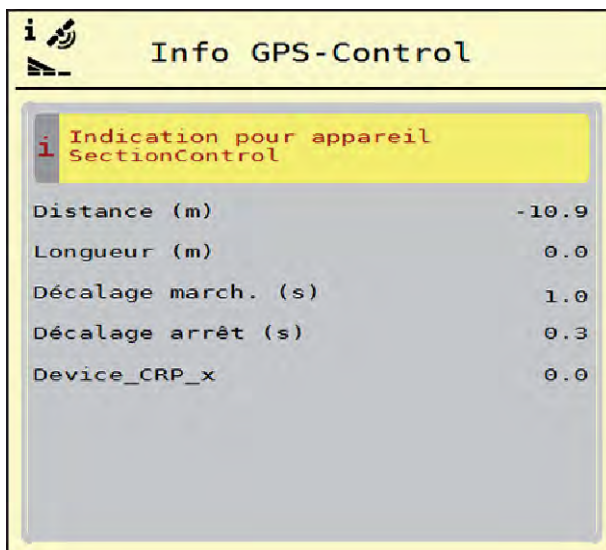 i
Info GPS-Control
i Indication pour appareil
SectionControl
Distance (m) -10.9
Longueur (m) 0.0
Décalage march. (s) 1.0
Décalage arrêt (s) 0.3
Device_CRP_x 0.0